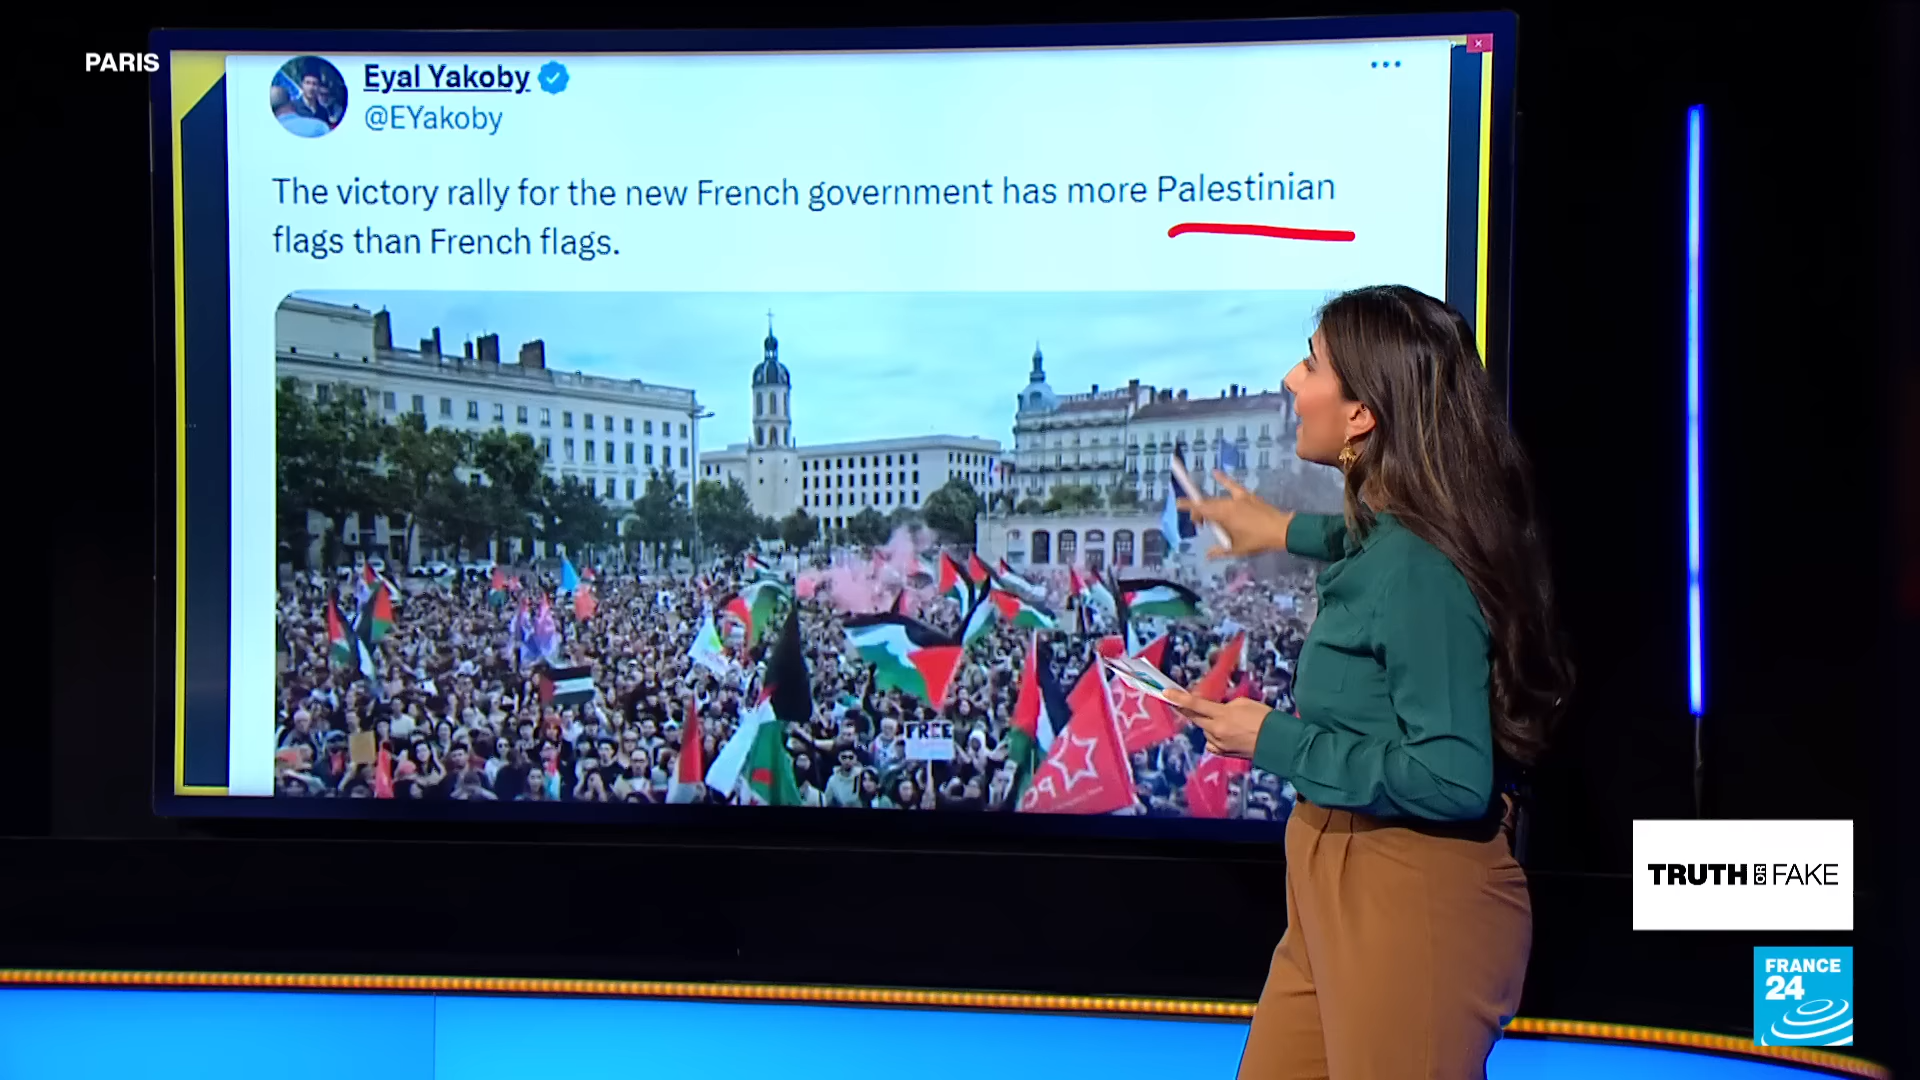 PARIS
Eyal Yakoby
@EYakoby
The victory rally for the new French government has more Palestinian
flags than French flags.
FREE
TRUTH OR FAKE
FRANCE
24